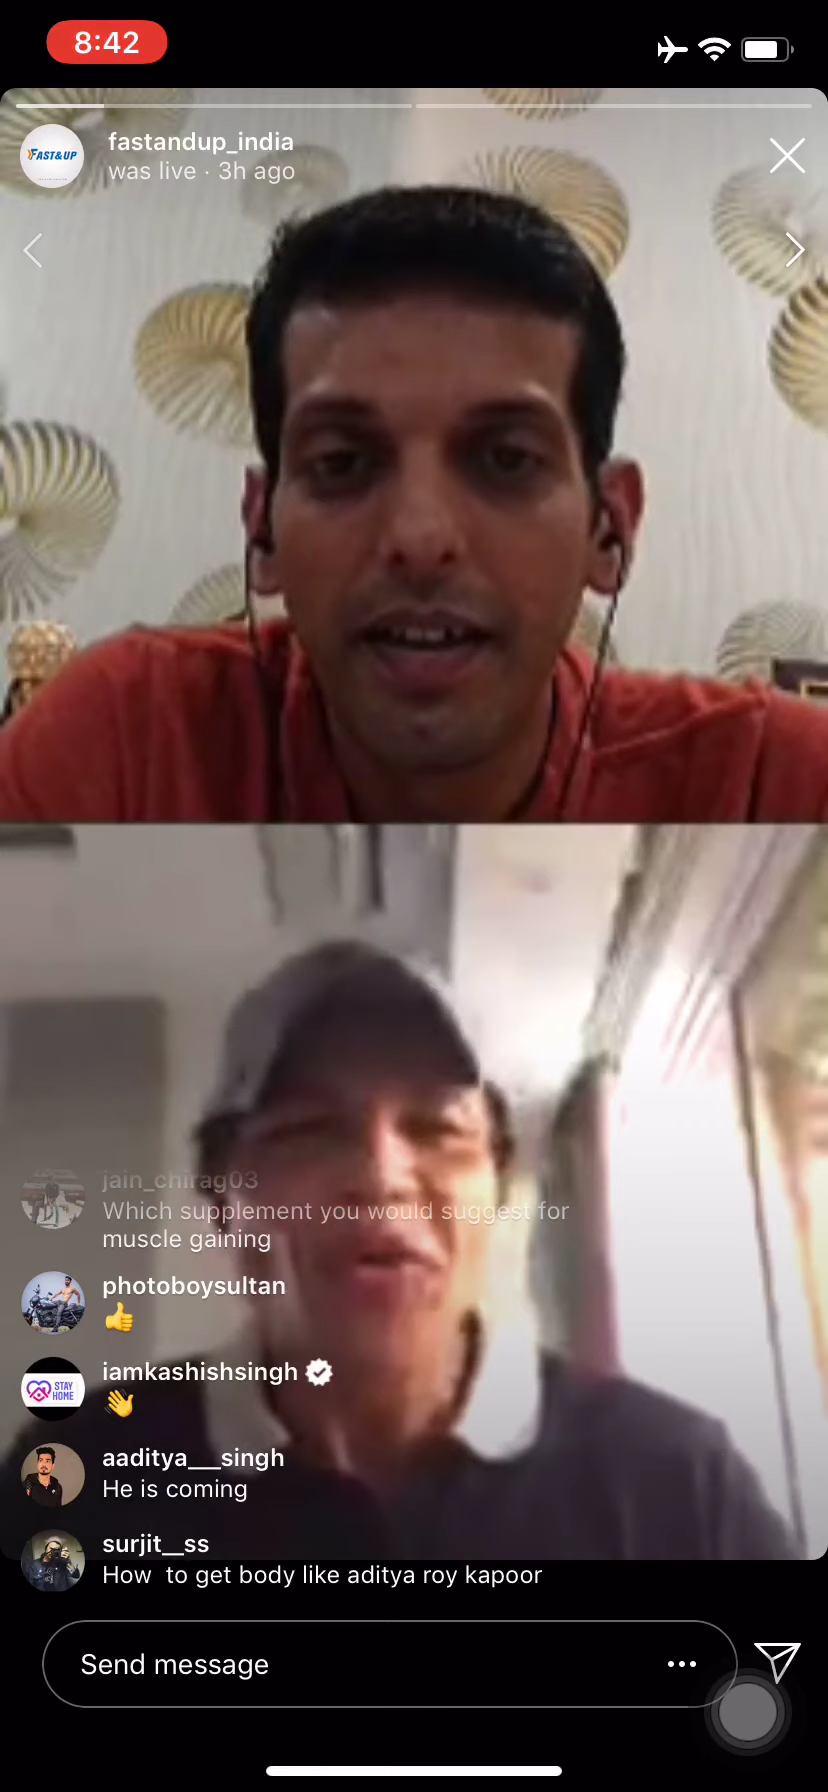 8:42
FAST&UP
fastandup_india
was live · 3h ago
jain_chirag03
Which supplement you would suggest for
muscle gaining
photoboysultan
👍
iamkashishsingh
👋
STAY
HOME
aaditya___singh
He is coming
surjit__ss
How  to get body like aditya roy kapoor
Send message